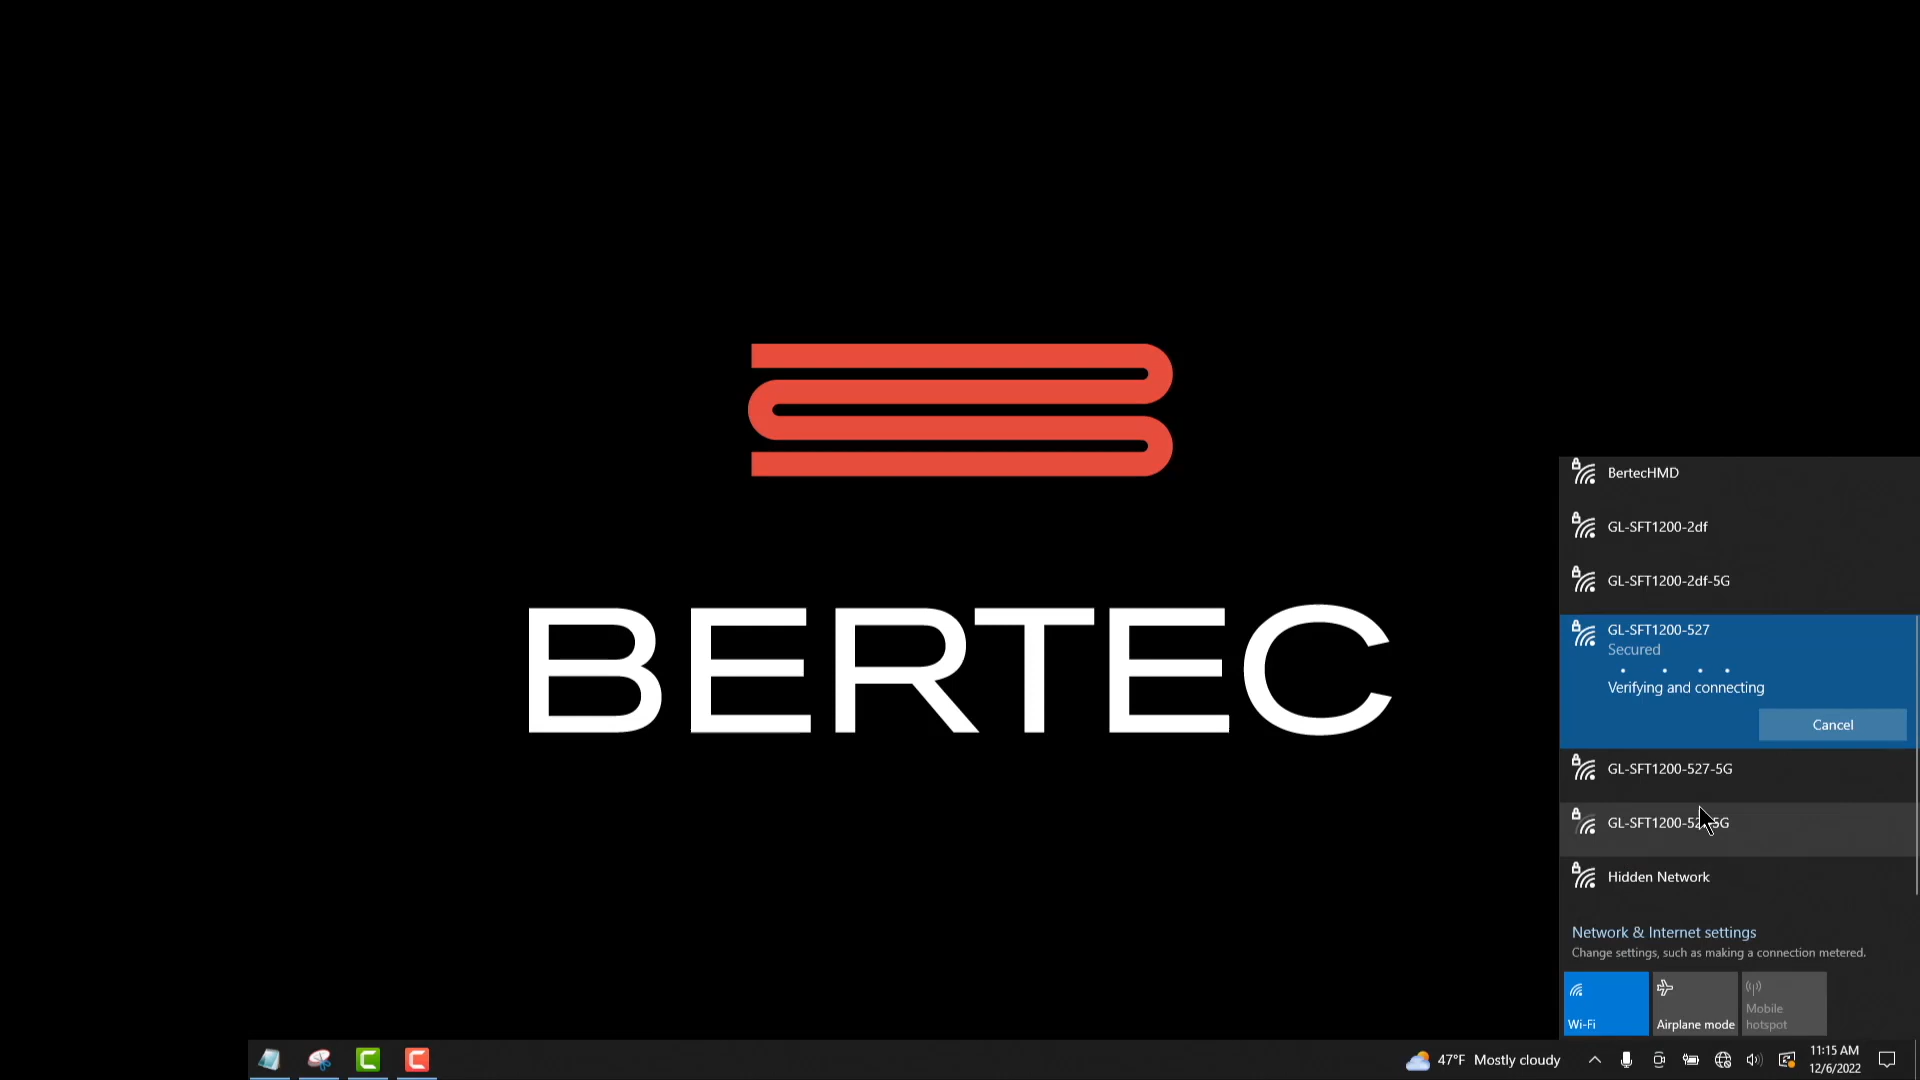 BERTEC
BertecHMD
GL-SFT1200-2df
GL-SFT1200-2df-5G
GL-SFT1200-527
Secured
Verifying and connecting
Cancel
GL-SFT1200-527-5G
Hidden Network
Network & Internet settings
Change settings, such as making a connection metered.
Wi-Fi
Airplane mode
Mobile
hotspot
47°F Mostly cloudy
11:15 AM
12/6/2022